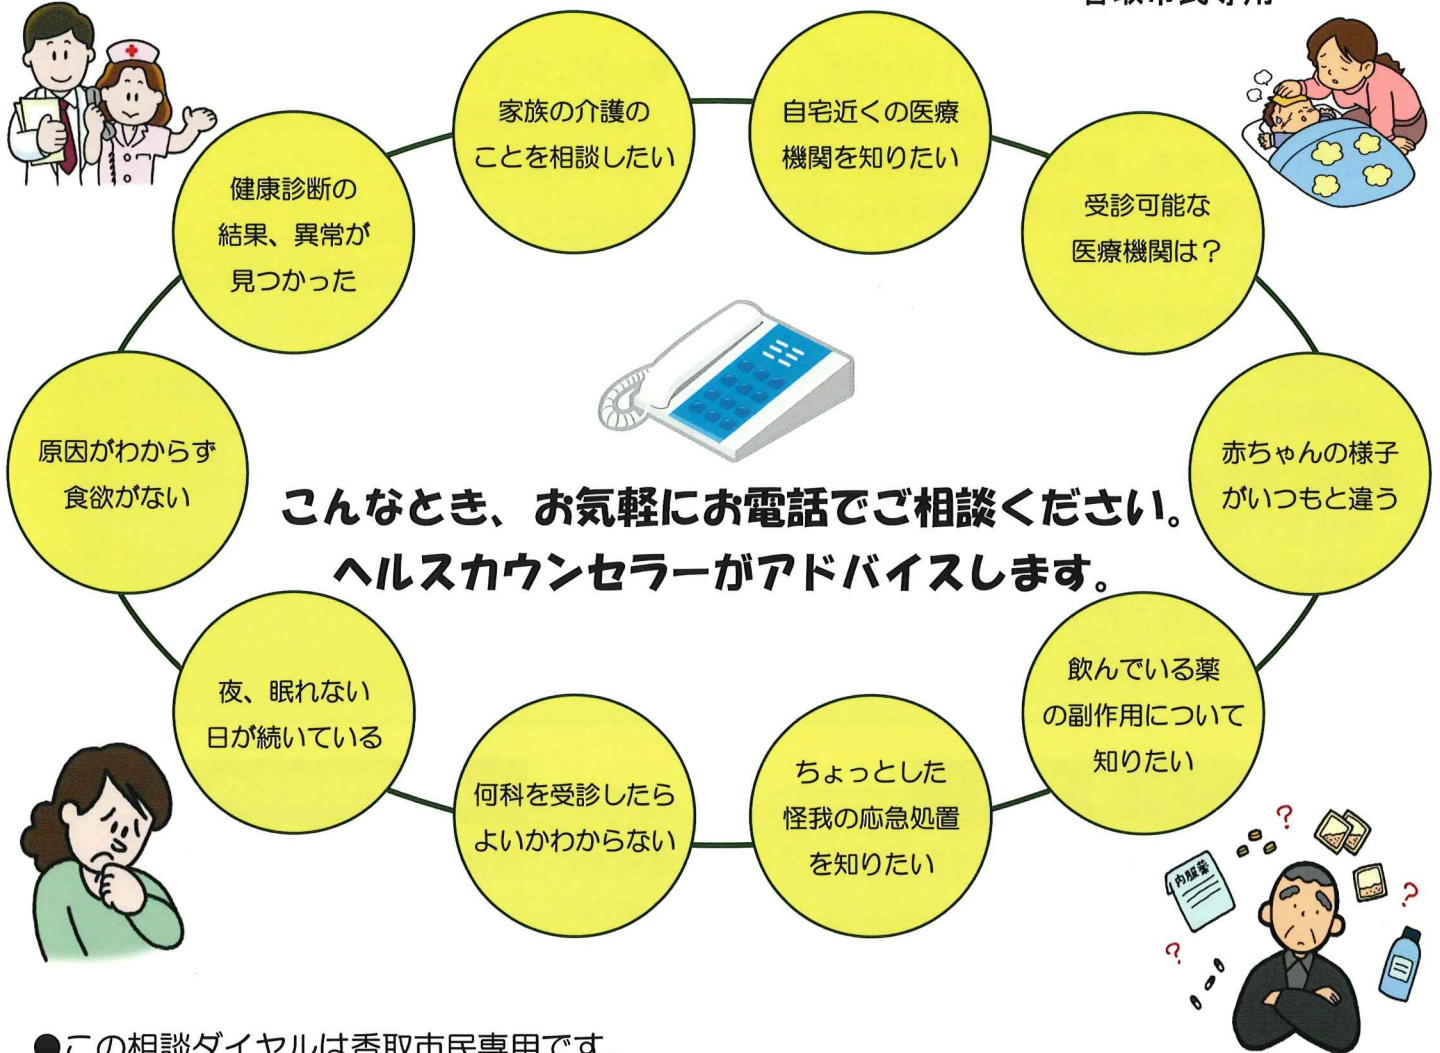 家族の介護の
ことを相談したい
自宅近くの医療
機関を知りたい
健康診断の
結果、異常が
見つかった
受診可能な
医療機関は？
原因がわからず
食欲がない
赤ちゃんの様子
がいつもと違う
こんなとき、お気軽にお電話でご相談ください。
ヘルスカウンセラーがアドバイスします。
夜、眠れない
日が続いている
飲んでいる薬
の副作用について
知りたい
何科を受診したら
よいかわからない
ちょっとした
怪我の応急処置
を知りたい
?
内服薬
?
?
●この相談ダイヤルは香取市民専用です